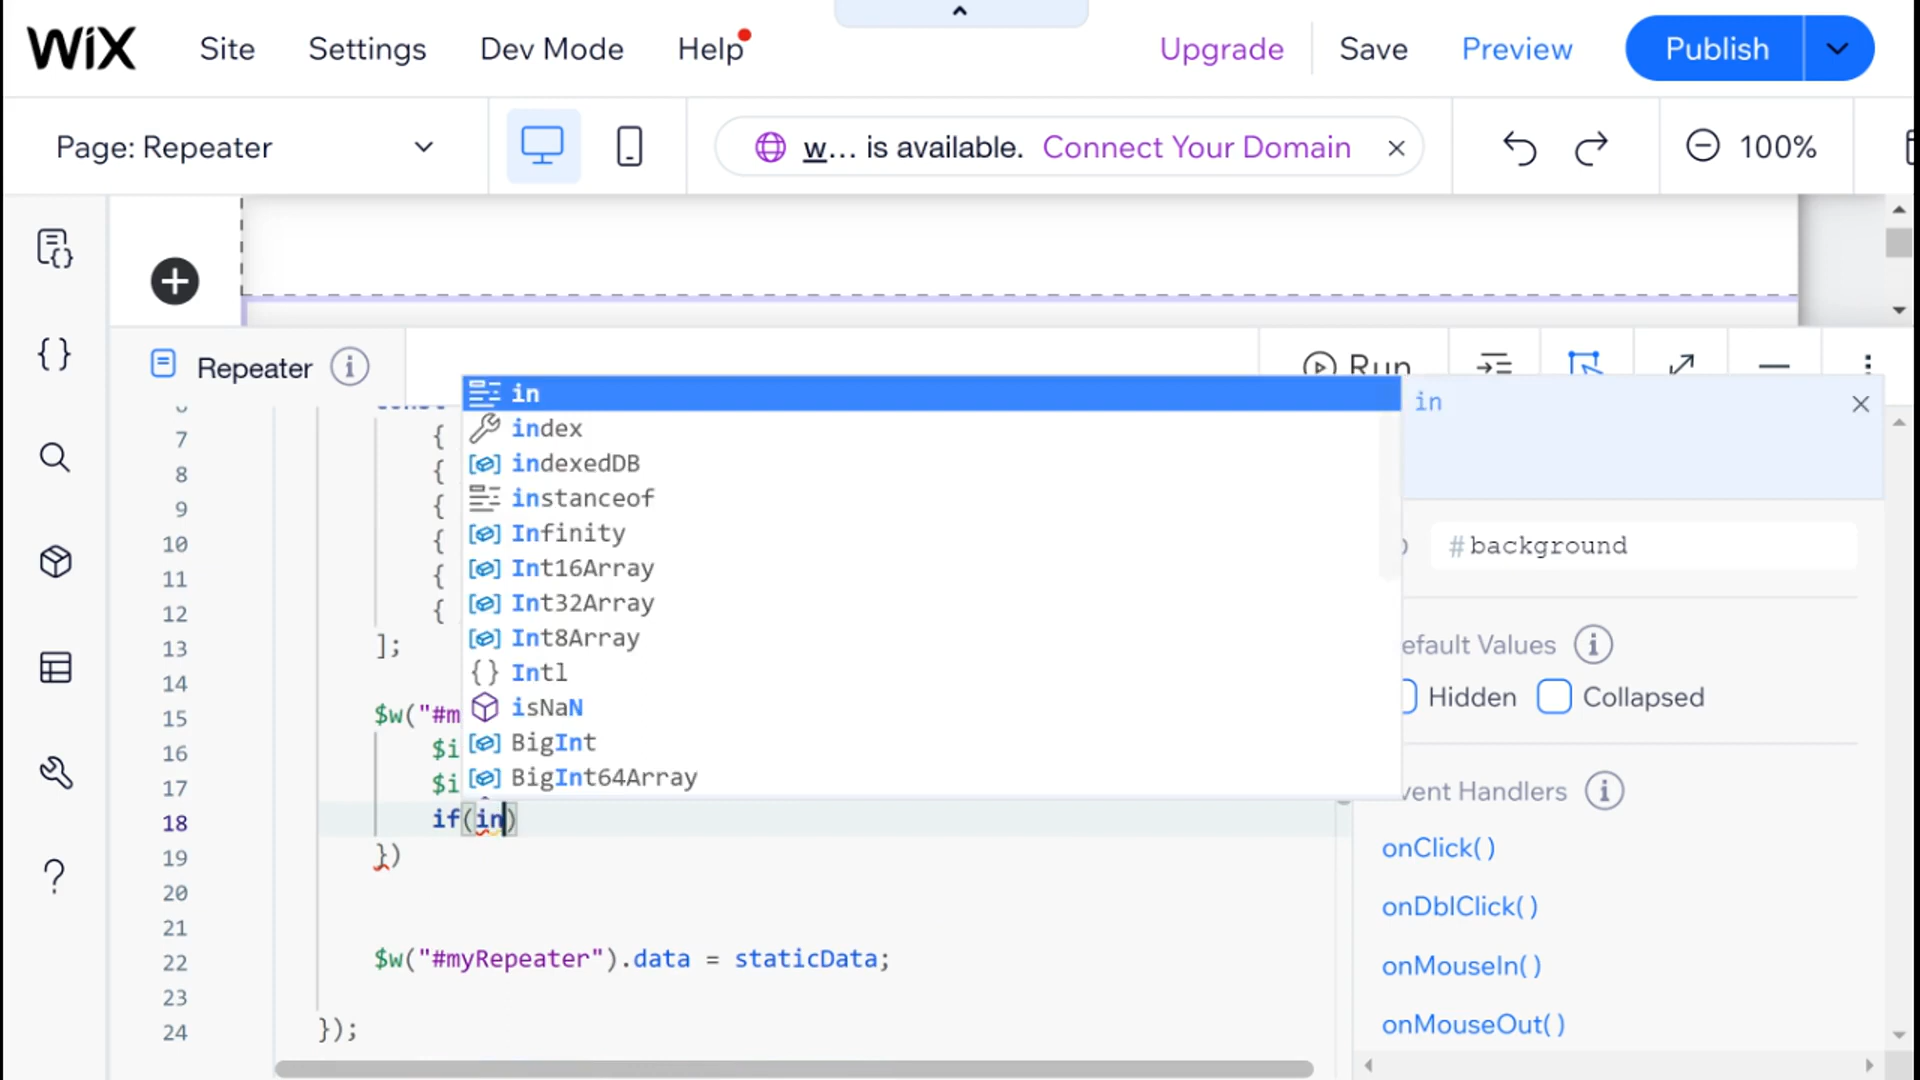 WiX Site Settings Dev Mode Help Upgrade Save Preview Publish
Page: Repeater w... is available. Connect Your Domain 100%
Repeater Run
in
index
indexedDB
instanceof
Infinity
Int16Array
Int32Array
Int8Array
Intl
isNaN
BigInt
BigInt64Array
in
#background
efault Values
Hidden Collapsed
vent Handlers
onClick()
onDblClick()
onMouseIn()
onMouseOut()
7 {
8 {
9 {
10 {
11 {
12 {
13 ];
14
15 $w("#m
16 $i
17 $i
18 if(in)
19 })
20
21
22 $w("#myRepeater").data = staticData;
23
24 });